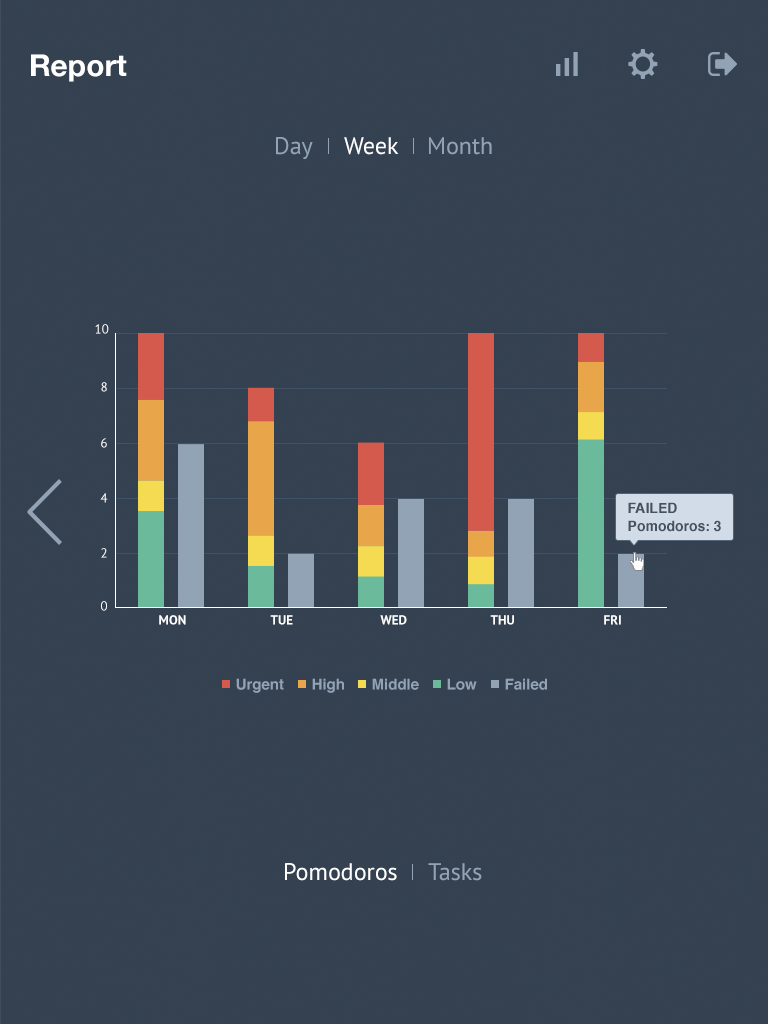 Report
Day Week Month
10
8
6
4
2
0
FAILED
Pomodoros: 3
MON TUE WED THU FRI
Urgent High Middle Low Failed
Pomodoros Tasks